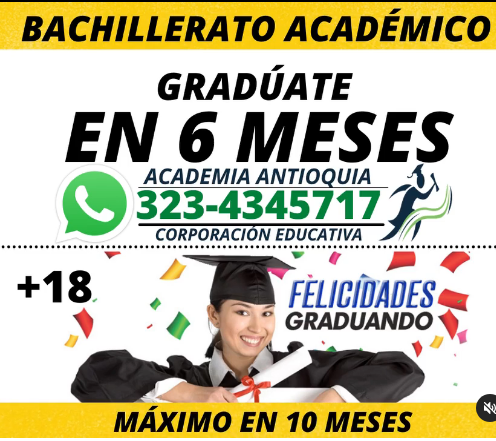 BACHILLERATO ACADÉMICO
GRADÚATE
EN 6 MESES
ACADEMIA ANTIOQUIA
323-4345717
CORPORACIÓN EDUCATIVA
+18
FELICIDADES
GRADUANDO
MÁXIMO EN 10 MESES